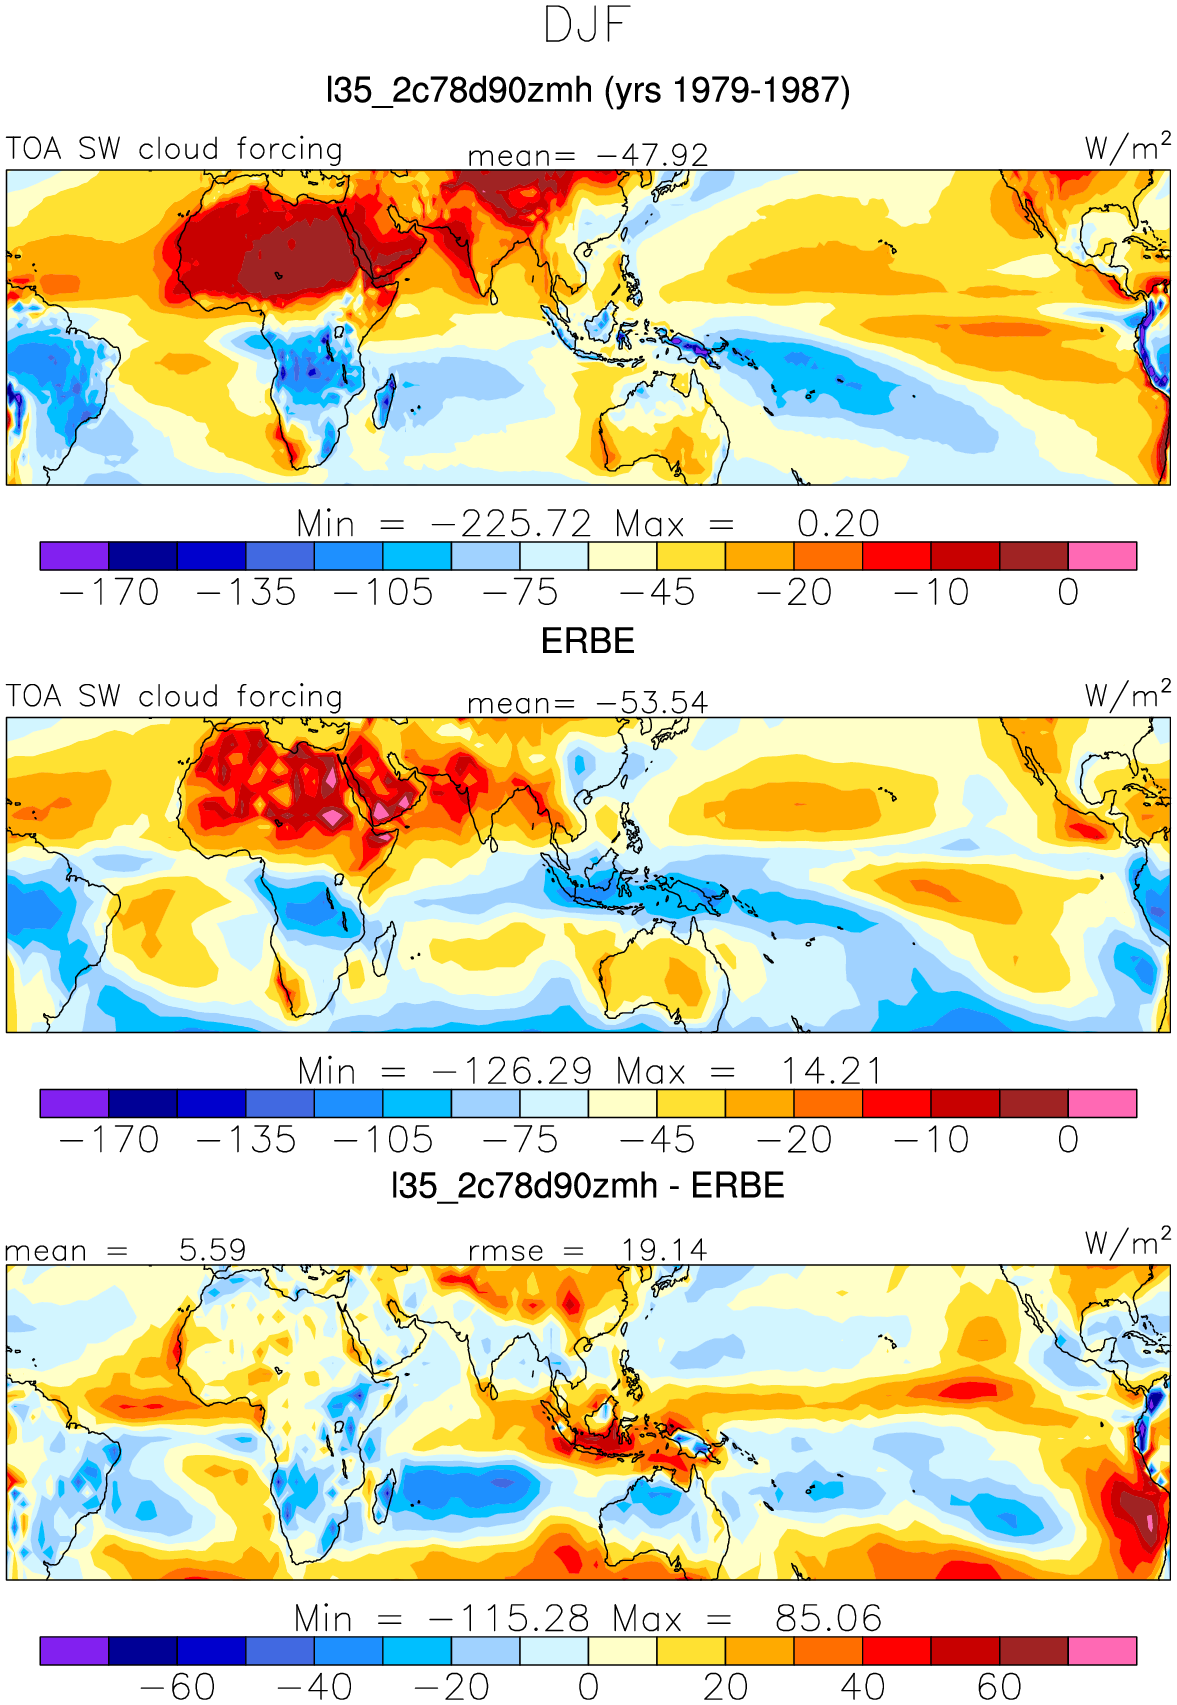 DJF
l35_2c78d90zmh (yrs 1979-1987)
TOA SW cloud forcing mean= −47.92 W/m²
Min = −225.72 Max = 0.20
−170 −135 −105 −75 −45 −20 −10 0
ERBE
TOA SW cloud forcing mean= −53.54 W/m²
Min = −126.29 Max = 14.21
−170 −135 −105 −75 −45 −20 −10 0
l35_2c78d90zmh - ERBE
mean = 5.59 rmse = 19.14 W/m²
Min = −115.28 Max = 85.06
−60 −40 −20 0 20 40 60